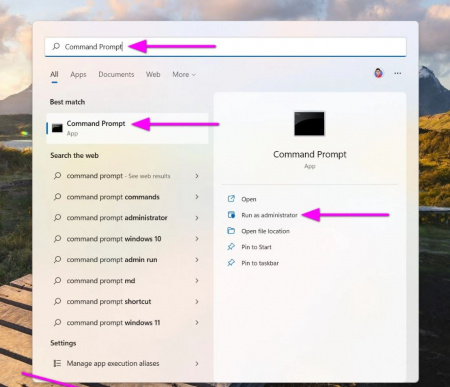 Command Prompt
All Apps Documents Web More
Best match
Command Prompt
App
Search the web
command prompt - See web results
command prompt commands
command prompt administrator
command prompt windows 10
command prompt admin run
command prompt md
command prompt shortcut
command prompt windows 11
Settings
Manage app execution aliases
Command Prompt
App
Open
Run as administrator
Open file location
Pin to Start
Pin to taskbar